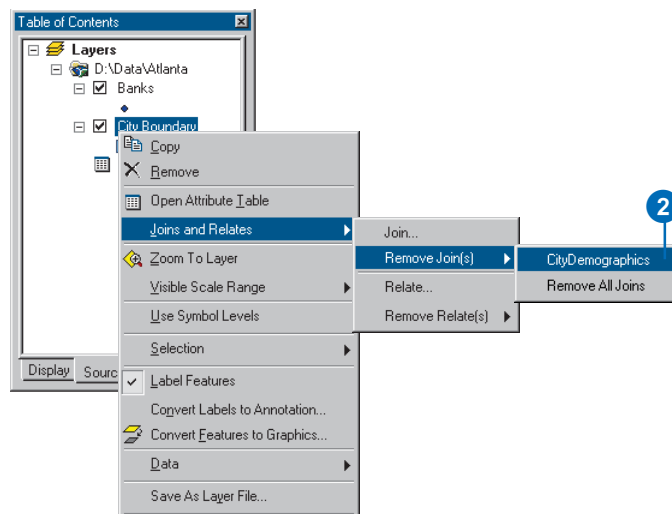 Table of Contents
Layers
D:\Data\Atlanta
Banks
City Boundary
Copy
Remove
Open Attribute Table
Joins and Relates
Zoom To Layer
Visible Scale Range
Use Symbol Levels
Selection
Label Features
Convert Labels to Annotation...
Convert Features to Graphics...
Data
Save As Layer File...
Join...
Remove Join(s)
Relate...
Remove Relate(s)
2
CityDemographics
Remove All Joins
Display
Sourc